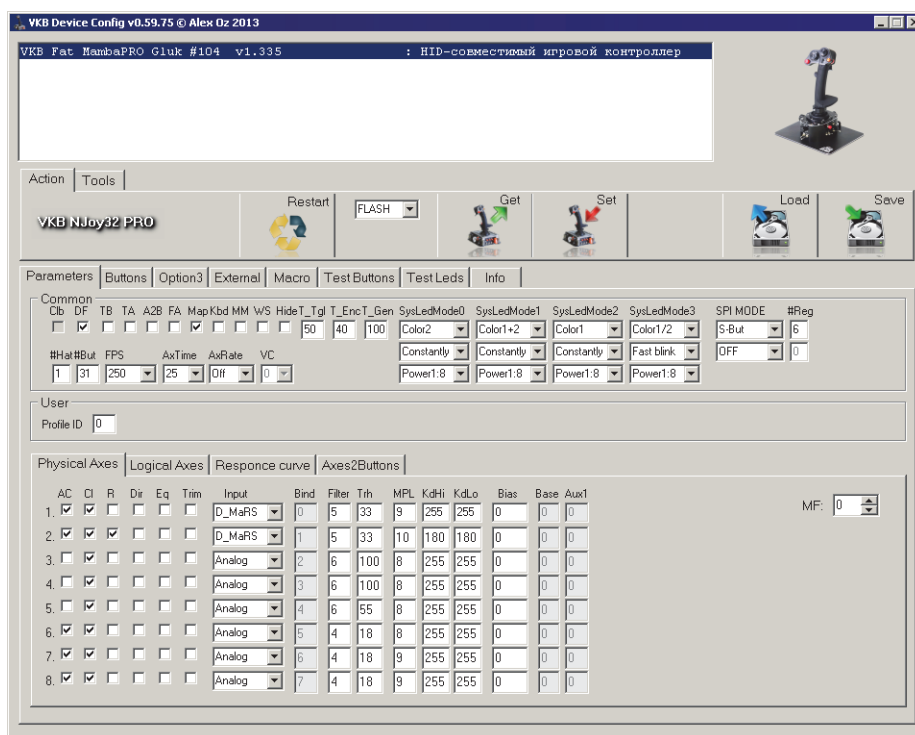 VKB Device Config v0.59.75 © Alex Oz 2013
VKB Fat MambaPRO Gluk #104 v1.335 : HID-совместимый игровой контроллер
Action Tools
VKB NJoy32 PRO Restart FLASH Get Set Load Save
Parameters Buttons Option3 External Macro Test Buttons Test Leds Info
Common
Clb DF TB TA A2B FA Map Kbd MM WS Hide T_Tgl T_Enc T_Gen SysLedMode0 SysLedMode1 SysLedMode2 SysLedMode3 SPI MODE #Reg
50 40 100 Color2 Color1+2 Color1 Color1/2 S-But 6
#Hat #But FPS AxTime AxRate VC Constantly Constantly Constantly Fast blink OFF 0
1 31 250 25 Off 0 Power1:8 Power1:8 Power1:8 Power1:8
User
Profile ID 0
Physical Axes Logical Axes Responce curve Axes2Buttons
AC CI R Dir Eq Trim Input Bind Filter Trh MPL KdHi KdLo Bias Base Aux1
1. D_MaRS 0 5 33 9 255 255 0 0 0 MF: 0
2. D_MaRS 1 5 33 10 180 180 0 0 0
3. Analog 2 6 100 8 255 255 0 0 0
4. Analog 3 6 100 8 255 255 0 0 0
5. Analog 4 6 55 8 255 255 0 0 0
6. Analog 5 4 18 8 255 255 0 0 0
7. Analog 6 4 18 9 255 255 0 0 0
8. Analog 7 4 18 9 255 255 0 0 0